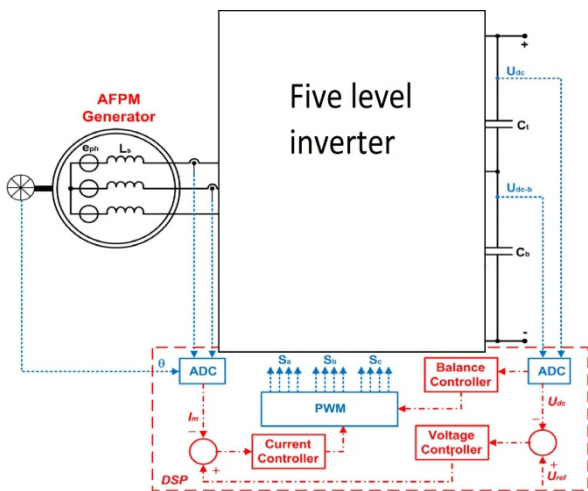 AFPM
Generator
eph
Ls
Five level
inverter
+
Udc
Ct
Udc-b
Cb
-
θ
ADC
Sa
Sb
Sc
Balance
Controller
ADC
Im
PWM
Udc
−
−
Current
Controller
Voltage
Controller
+
+
DSP
Uref